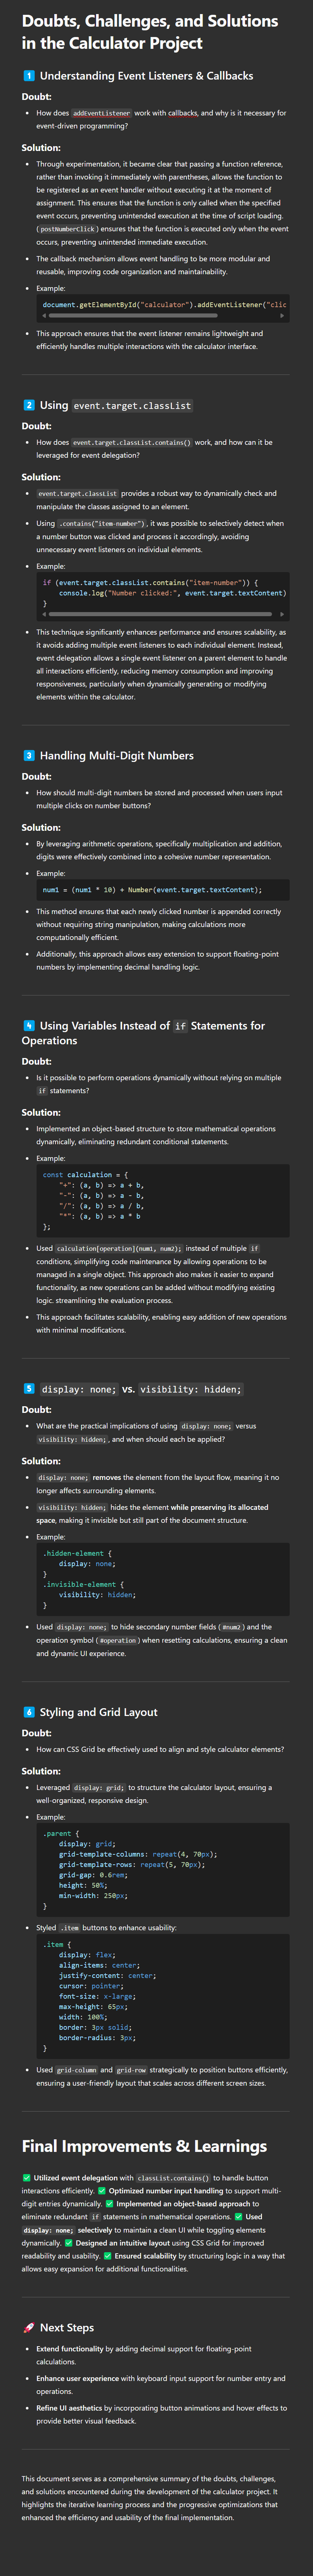 Doubts, Challenges, and Solutions
in the Calculator Project
1 Understanding Event Listeners & Callbacks
Doubt:
• How does addEventListener work with callbacks, and why is it necessary for
event-driven programming?
Solution:
• Through experimentation, it became clear that passing a function reference,
rather than invoking it immediately with parentheses, allows the function to
be registered as an event handler without executing it at the moment of
assignment. This ensures that the function is only called when the specified
event occurs, preventing unintended execution at the time of script loading.
(postNumberClick) ensures that the function is executed only when the event
occurs, preventing unintended immediate execution.
• The callback mechanism allows event handling to be more modular and
reusable, improving code organization and maintainability.
• Example:
document.getElementById("calculator").addEventListener("clic
• This approach ensures that the event listener remains lightweight and
efficiently handles multiple interactions with the calculator interface.
2 Using event.target.classList
Doubt:
• How does event.target.classList.contains() work, and how can it be
leveraged for event delegation?
Solution:
• event.target.classList provides a robust way to dynamically check and
manipulate the classes assigned to an element.
• Using .contains("item-number"), it was possible to selectively detect when
a number button was clicked and process it accordingly, avoiding
unnecessary event listeners on individual elements.
• Example:
if (event.target.classList.contains("item-number")) {
console.log("Number clicked:", event.target.textContent)
}
• This technique significantly enhances performance and ensures scalability, as
it avoids adding multiple event listeners to each individual element. Instead,
event delegation allows a single event listener on a parent element to handle
all interactions efficiently, reducing memory consumption and improving
responsiveness, particularly when dynamically generating or modifying
elements within the calculator.
3 Handling Multi-Digit Numbers
Doubt:
• How should multi-digit numbers be stored and processed when users input
multiple clicks on number buttons?
Solution:
• By leveraging arithmetic operations, specifically multiplication and addition,
digits were effectively combined into a cohesive number representation.
• Example:
num1 = (num1 * 10) + Number(event.target.textContent);
• This method ensures that each newly clicked number is appended correctly
without requiring string manipulation, making calculations more
computationally efficient.
• Additionally, this approach allows easy extension to support floating-point
numbers by implementing decimal handling logic.
4 Using Variables Instead of if Statements for
Operations
Doubt:
• Is it possible to perform operations dynamically without relying on multiple
if statements?
Solution:
• Implemented an object-based structure to store mathematical operations
dynamically, eliminating redundant conditional statements.
• Example:
const calculation = {
"+": (a, b) => a + b,
"-": (a, b) => a - b,
"/": (a, b) => a / b,
"*": (a, b) => a * b
};
• Used calculation[operation](num1, num2); instead of multiple if
conditions, simplifying code maintenance by allowing operations to be
managed in a single object. This approach also makes it easier to expand
functionality, as new operations can be added without modifying existing
logic. streamlining the evaluation process.
• This approach facilitates scalability, enabling easy addition of new operations
with minimal modifications.
5 display: none; vs. visibility: hidden;
Doubt:
• What are the practical implications of using display: none; versus
visibility: hidden;, and when should each be applied?
Solution:
• display: none; removes the element from the layout flow, meaning it no
longer affects surrounding elements.
• visibility: hidden; hides the element while preserving its allocated
space, making it invisible but still part of the document structure.
• Example:
.hidden-element {
display: none;
}
.invisible-element {
visibility: hidden;
}
• Used display: none; to hide secondary number fields (#num2) and the
operation symbol (#operation) when resetting calculations, ensuring a clean
and dynamic UI experience.
6 Styling and Grid Layout
Doubt:
• How can CSS Grid be effectively used to align and style calculator elements?
Solution:
• Leveraged display: grid; to structure the calculator layout, ensuring a
well-organized, responsive design.
• Example:
.parent {
display: grid;
grid-template-columns: repeat(4, 70px);
grid-template-rows: repeat(5, 70px);
grid-gap: 0.6rem;
height: 50%;
min-width: 250px;
}
• Styled .item buttons to enhance usability:
.item {
display: flex;
align-items: center;
justify-content: center;
cursor: pointer;
font-size: x-large;
max-height: 65px;
width: 100%;
border: 3px solid;
border-radius: 3px;
}
• Used grid-column and grid-row strategically to position buttons efficiently,
ensuring a user-friendly layout that scales across different screen sizes.
Final Improvements & Learnings
✅ Utilized event delegation with classList.contains() to handle button
interactions efficiently. ✅ Optimized number input handling to support multi-
digit entries dynamically. ✅ Implemented an object-based approach to
eliminate redundant if statements in mathematical operations. ✅ Used
display: none; selectively to maintain a clean UI while toggling elements
dynamically. ✅ Designed an intuitive layout using CSS Grid for improved
readability and usability. ✅ Ensured scalability by structuring logic in a way that
allows easy expansion for additional functionalities.
🚀 Next Steps
• Extend functionality by adding decimal support for floating-point
calculations.
• Enhance user experience with keyboard input support for number entry and
operations.
• Refine UI aesthetics by incorporating button animations and hover effects to
provide better visual feedback.
This document serves as a comprehensive summary of the doubts, challenges,
and solutions encountered during the development of the calculator project. It
highlights the iterative learning process and the progressive optimizations that
enhanced the efficiency and usability of the final implementation.